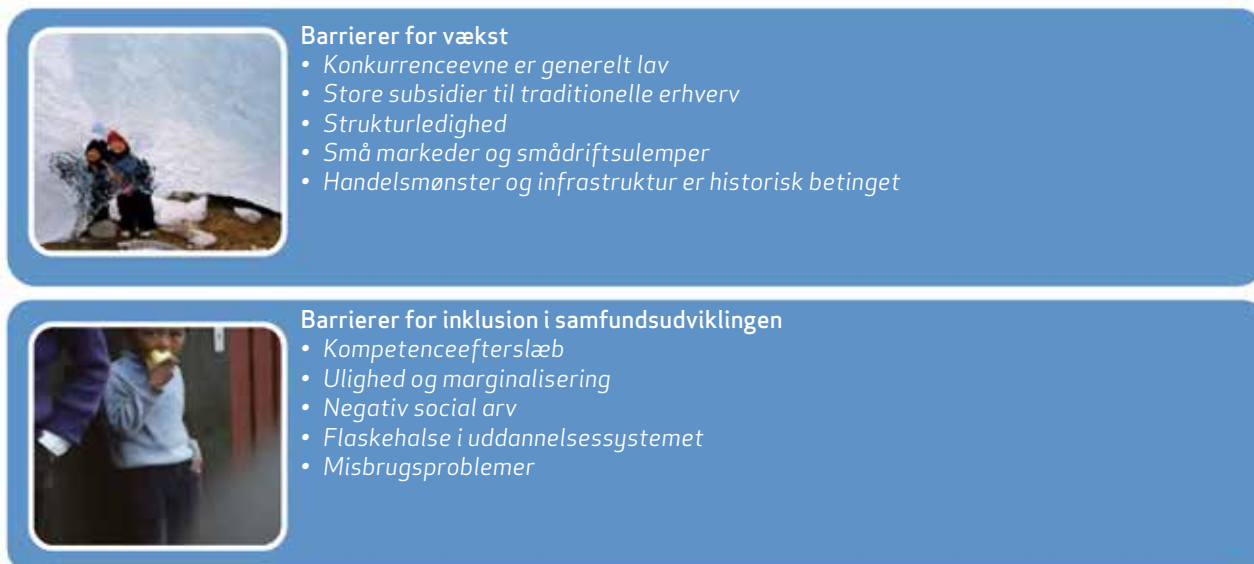 Barrierer for vækst
• Konkurrenceevne er generelt lav
• Store subsidier til traditionelle erhverv
• Strukturledighed
• Små markeder og smådriftsulemper
• Handelsmønster og infrastruktur er historisk betinget
Barrierer for inklusion i samfundsudviklingen
• Kompetenceefterslæb
• Ulighed og marginalisering
• Negativ social arv
• Flaskehalse i uddannelsessystemet
• Misbrugsproblemer